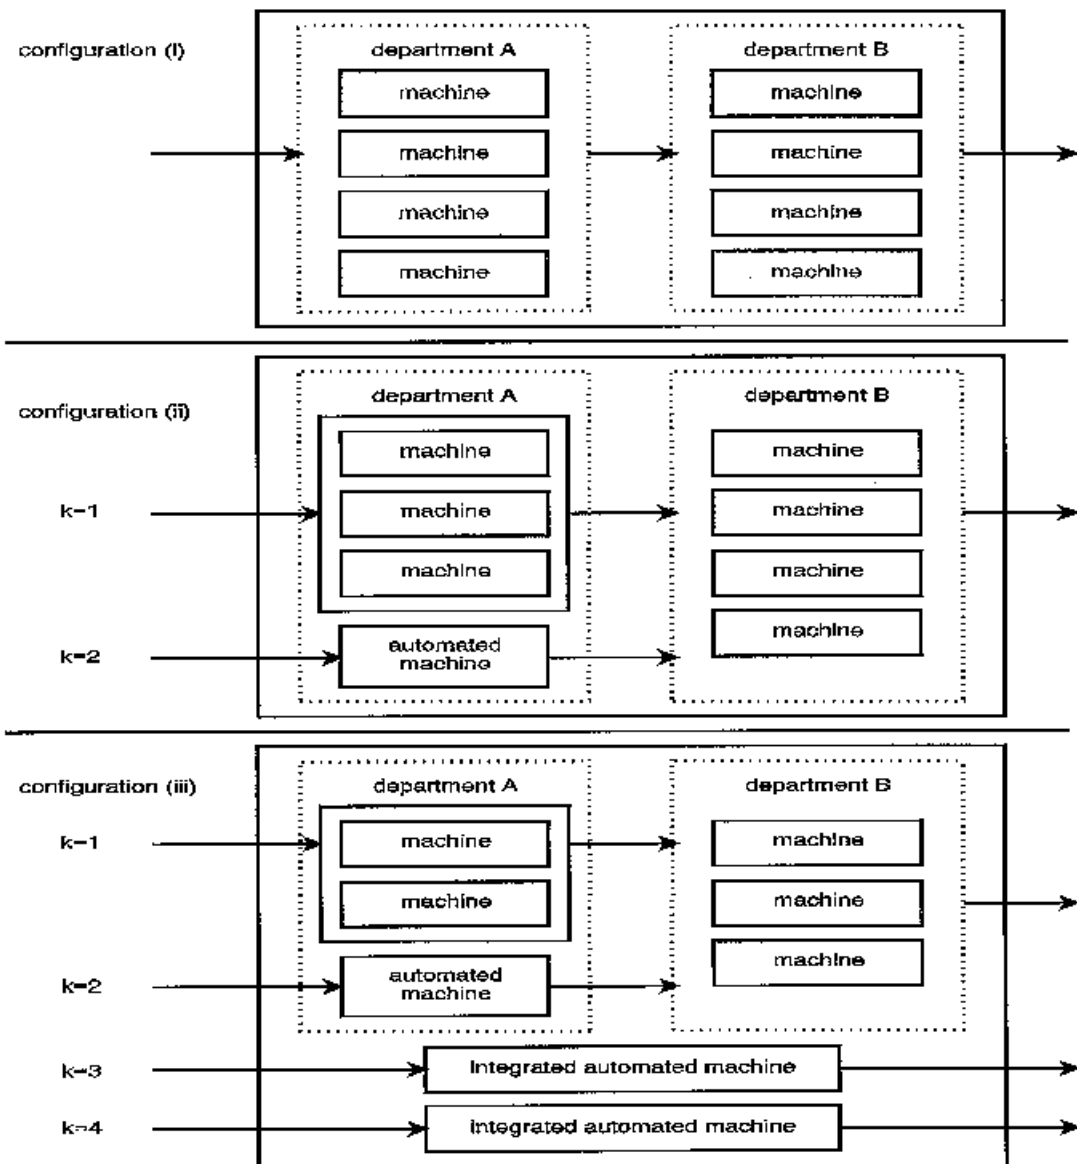 configuration (i)
department A
department B
machine
machine
machine
machine
machine
machine
machine
machine
configuration (ii)
department A
department B
machine
machine
k=1
machine
machine
machine
machine
k=2
automated
machine
machine
configuration (iii)
department A
department B
k=1
machine
machine
machine
machine
k=2
automated
machine
machine
k=3
Integrated automated machine
k=4
integrated automated machine